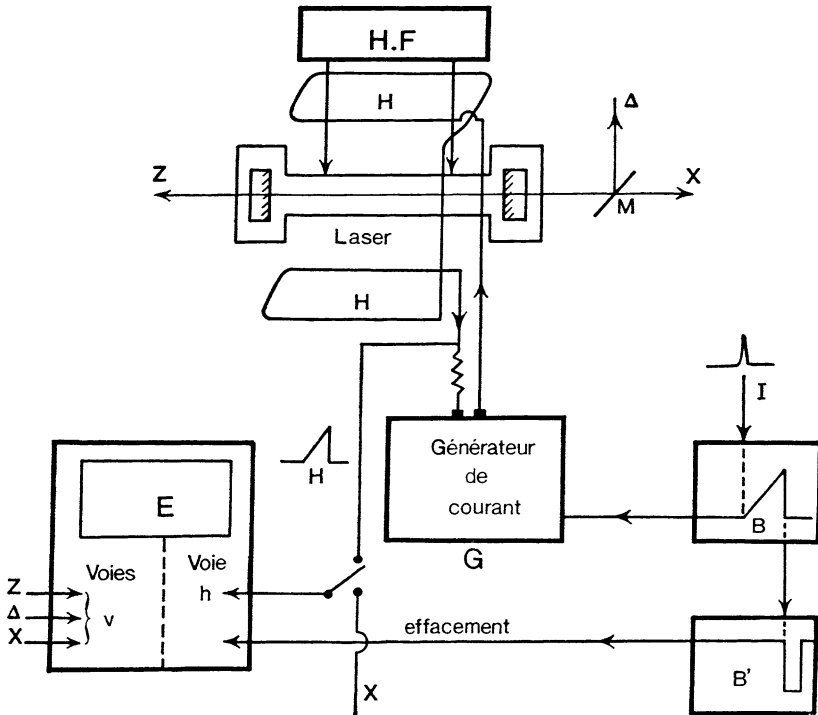 H.F
H
Δ
Z
X
M
Laser
H
I
H
Générateur
de
courant
B
G
E
Voies
Voie
Z
h
Δ
v
X
effacement
B'
X